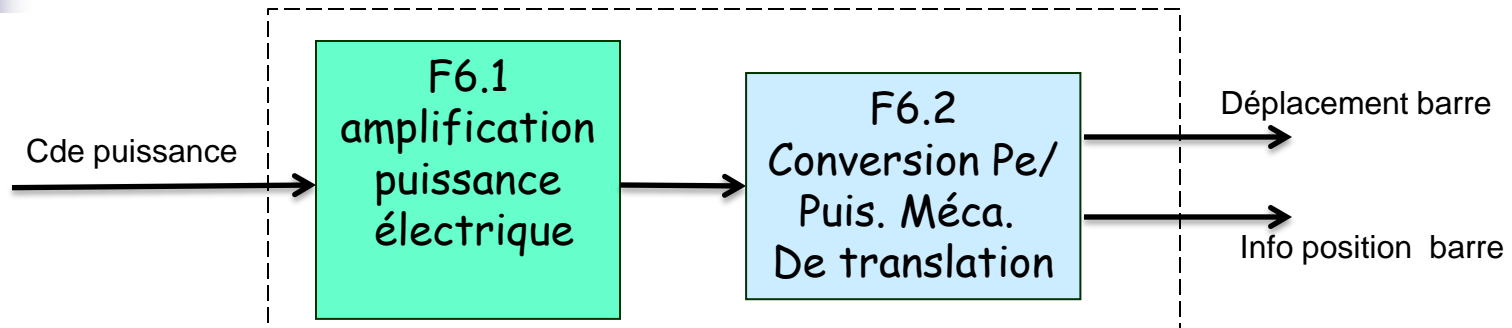 Cde puissance
F6.1
amplification
puissance
électrique
F6.2
Conversion Pe/
Puis. Méca.
De translation
Déplacement barre
Info position barre